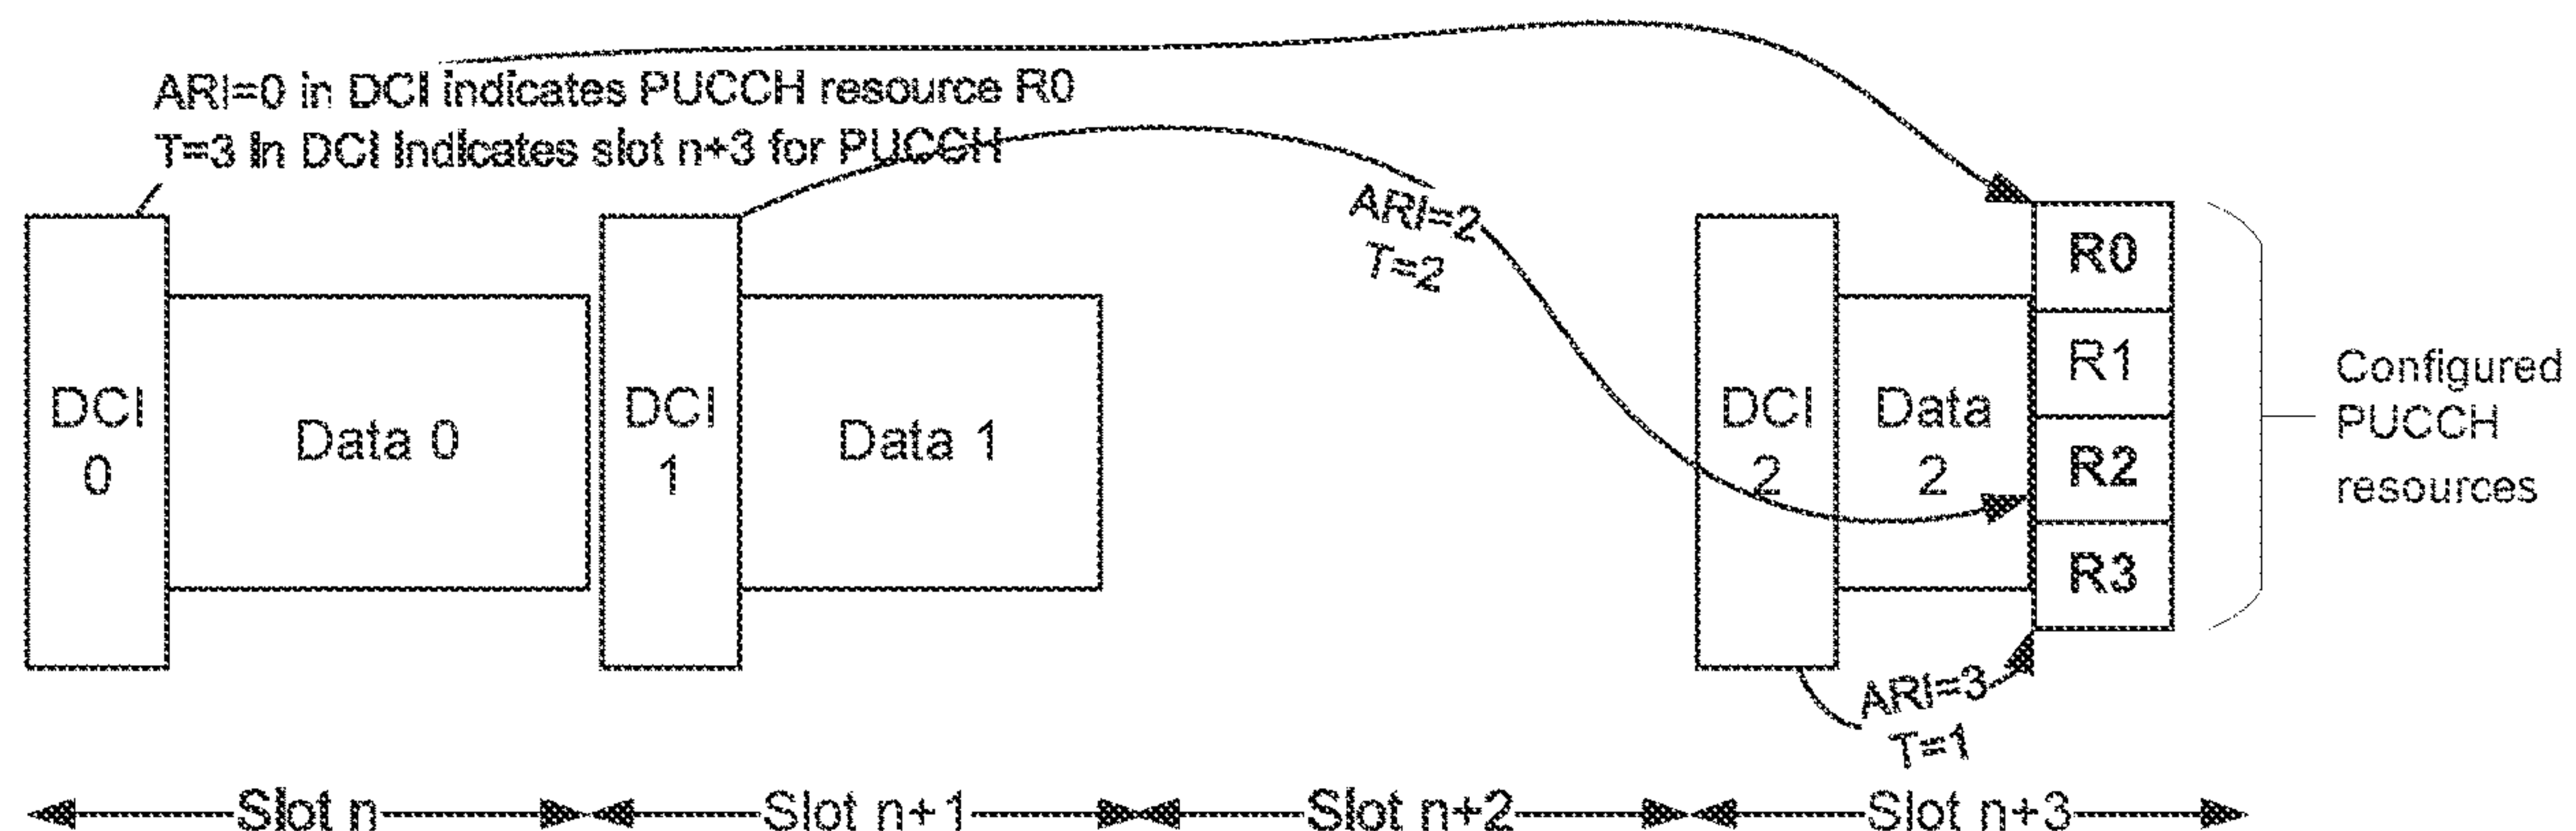 ARI=0 in DCI indicates PUCCH resource R0
T=3 in DCI Indicates slot n+3 for PUCCH
ARI=2
T=2
DCI
0
Data 0
DCI
1
Data 1
DCI
2
Data
2
R0
R1
R2
R3
Configured
PUCCH
resources
ARI=3
T=1
Slot n
Slot n+1
Slot n+2
Slot n+3